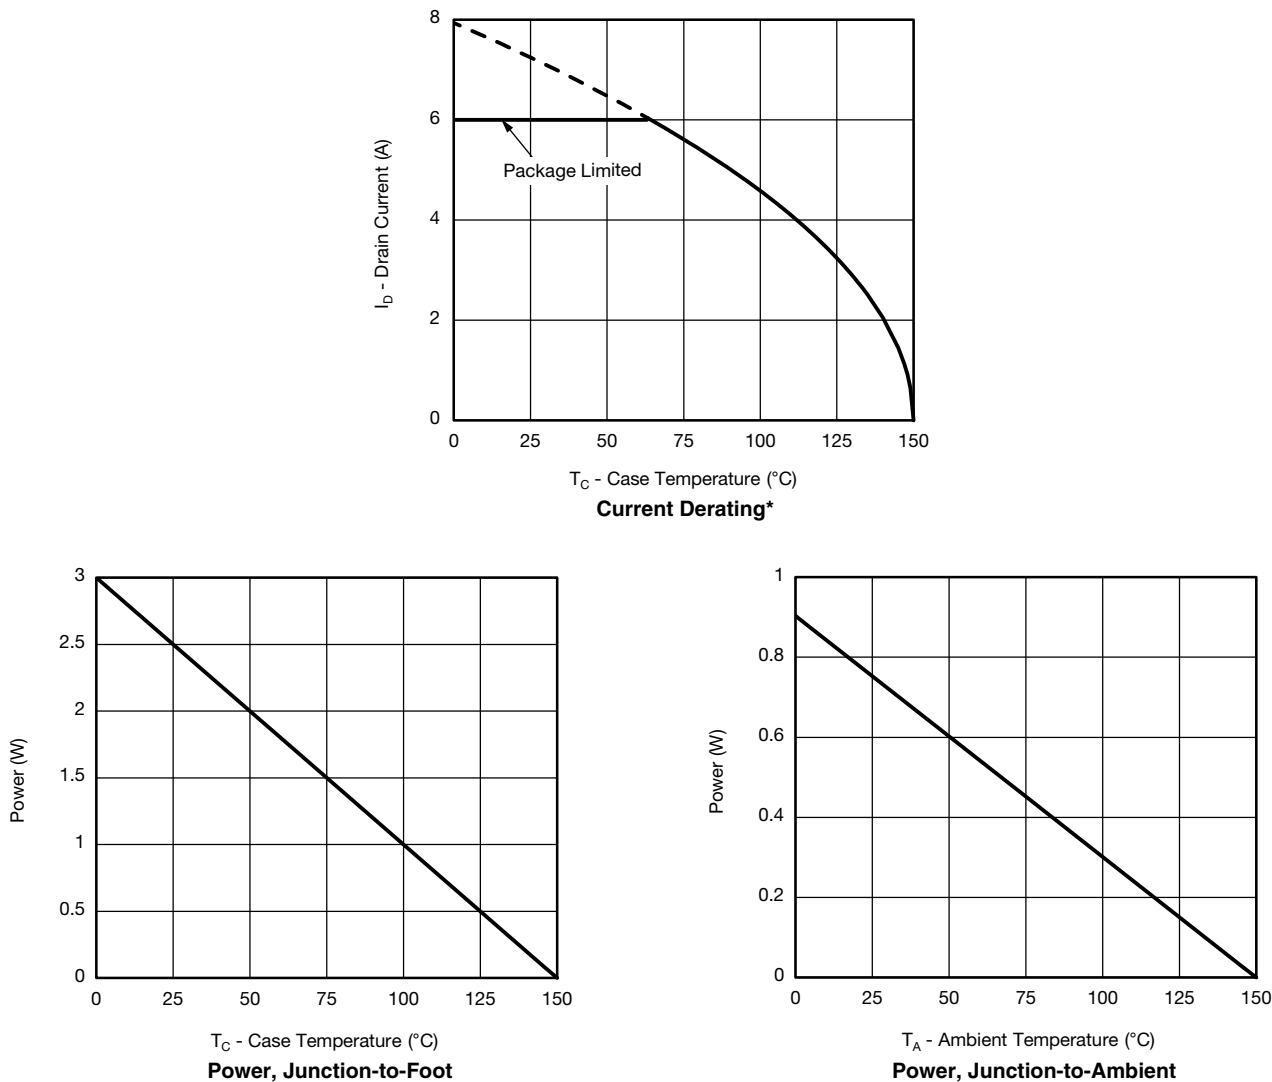 8
6
4
2
0
I_D - Drain Current (A)
Package Limited
0 25 50 75 100 125 150
T_C - Case Temperature (°C)
Current Derating*
3
2.5
2
1.5
1
0.5
0
Power (W)
0 25 50 75 100 125 150
T_C - Case Temperature (°C)
Power, Junction-to-Foot
1
0.8
0.6
0.4
0.2
0
Power (W)
0 25 50 75 100 125 150
T_A - Ambient Temperature (°C)
Power, Junction-to-Ambient